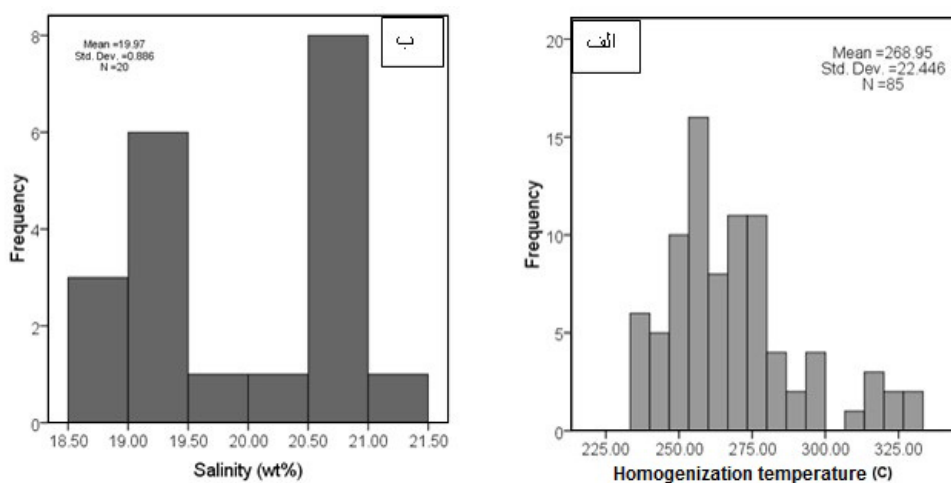 ب
Mean =19.97
Std. Dev. =0.886
N =20
Frequency
8
6
4
2
0
18.50 19.00 19.50 20.00 20.50 21.00 21.50
Salinity (wt%)
الف
Mean =268.95
Std. Dev. =22.446
N =85
Frequency
20
15
10
5
0
225.00 250.00 275.00 300.00 325.00
Homogenization temperature (C)